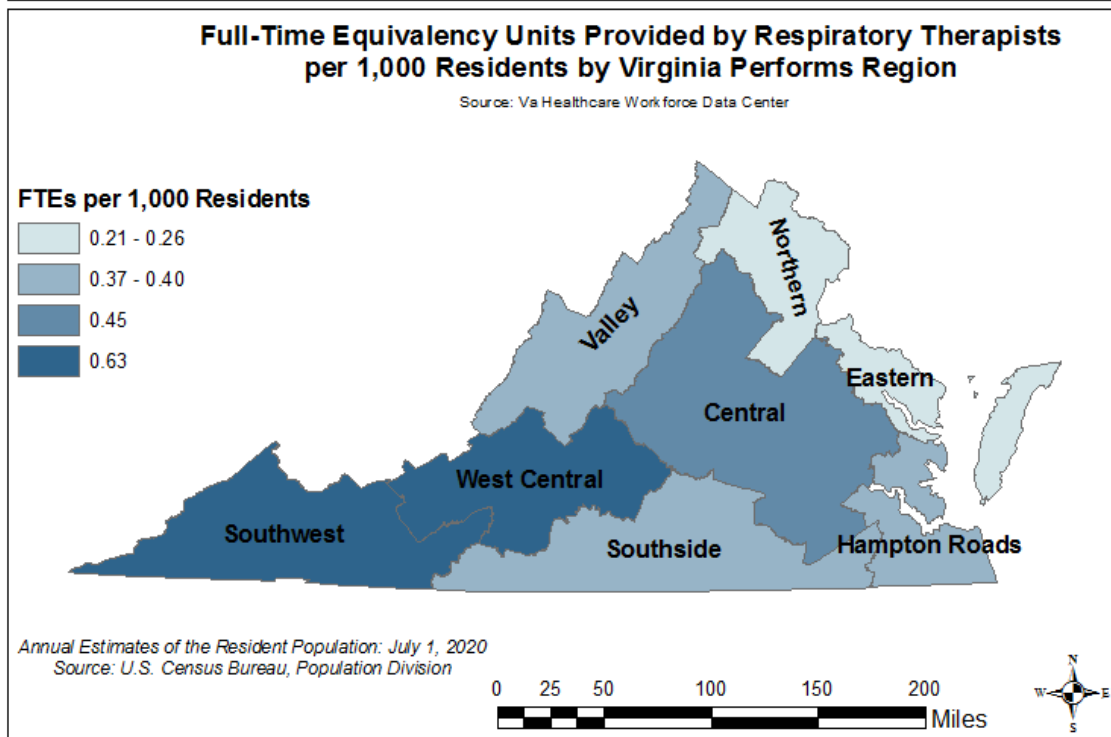 Full-Time Equivalency Units Provided by Respiratory Therapists
per 1,000 Residents by Virginia Performs Region
Source: Va Healthcare Workforce Data Center
FTEs per 1,000 Residents
0.21 - 0.26
0.37 - 0.40
0.45
0.63
Northern
Valley
Eastern
Central
West Central
Southwest
Southside
Hampton Roads
Annual Estimates of the Resident Population: July 1, 2020
Source: U.S. Census Bureau, Population Division
0 25 50 100 150 200
Miles
N
W E
S